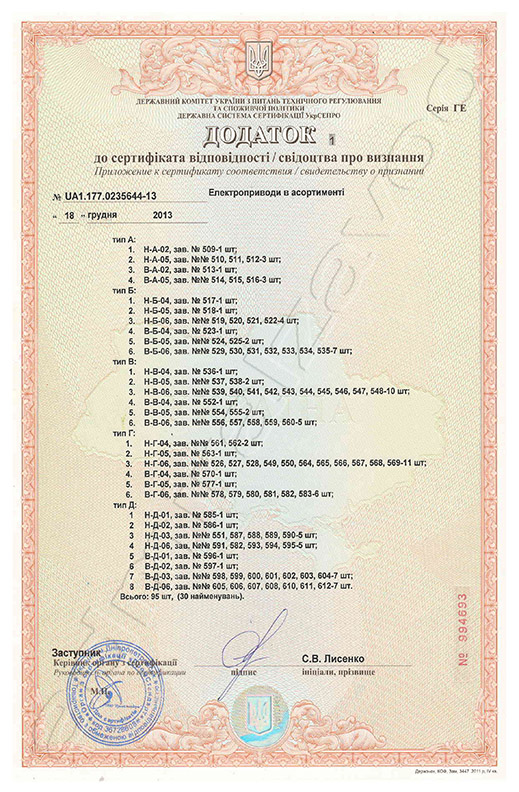 ДЕРЖАВНИЙ КОМІТЕТ УКРАЇНИ З ПИТАНЬ ТЕХНІЧНОГО РЕГУЛЮВАННЯ
ТА СПОЖИВЧОЇ ПОЛІТИКИ
ДЕРЖАВНА СИСТЕМА СЕРТИФІКАЦІЇ УкрСЕПРО
Серія ГЕ
ДОДАТОК 1
до сертифіката відповідності / свідоцтва про визнання
Приложение к сертификату соответствия / свидетельству о признании
№ UA1.177.0235644-13 Електроприводи в асортименті
" 18 " грудня 2013
тип А:
1. Н-А-02, зав. № 509-1 шт;
2. Н-А-05, зав. №№ 510, 511, 512-3 шт;
3. В-А-02, зав. № 513-1 шт;
4. В-А-05, зав. №№ 514, 515, 516-3 шт;
тип Б:
1. Н-Б-04, зав. № 517-1 шт;
2. Н-Б-05, зав. № 518-1 шт;
3. Н-Б-06, зав. №№ 519, 520, 521, 522-4 шт;
4. В-Б-04, зав. № 523-1 шт;
5. В-Б-05, зав. №№ 524, 525-2 шт;
6. В-Б-06, зав. №№ 529, 530, 531, 532, 533, 534, 535-7 шт;
тип В:
1. Н-В-04, зав. № 536-1 шт;
2. Н-В-05, зав. № 537, 538-2 шт;
3. Н-В-06, зав. №№ 539, 540, 541, 542, 543, 544, 545, 546, 547, 548-10 шт;
4. В-В-04, зав. № 552-1 шт;
5. В-В-05, зав. №№ 554, 555-2 шт;
6. В-В-06, зав. №№ 556, 557, 558, 559, 560-5 шт;
тип Г:
1. Н-Г-04, зав. №№ 561, 562-2 шт;
2. Н-Г-05, зав. № 563-1 шт;
3. Н-Г-06, зав. №№ 526, 527, 528, 549, 550, 564, 565, 566, 567, 568, 569-11 шт;
4. В-Г-04, зав. № 570-1 шт;
5. В-Г-05, зав. № 577-1 шт;
6. В-Г-06, зав. №№ 578, 579, 580, 581, 582, 583-6 шт;
тип Д:
1 Н-Д-01, зав. № 585-1 шт;
2 Н-Д-02, зав. № 586-1 шт;
3 Н-Д-03, зав. №№ 551, 587, 588, 589, 590-5 шт;
4 Н-Д-06, зав. №№ 591, 582, 593, 594, 595-5 шт;
5 В-Д-01, зав. № 596-1 шт;
6 В-Д-02, зав. № 597-1 шт;
7 В-Д-03, зав. №№ 598, 599, 600, 601, 602, 603, 604-7 шт;
8 В-Д-06, зав. №№ 605, 606, 607, 608, 610, 611, 612-7 шт.
Всього: 95 шт, (30 найменувань).
№ 994693
Заступник
Керівник органу з сертифікації
Руководитель органа по сертификации
підпис
С.В. Лисенко
ініціали, прізвище
М.П.